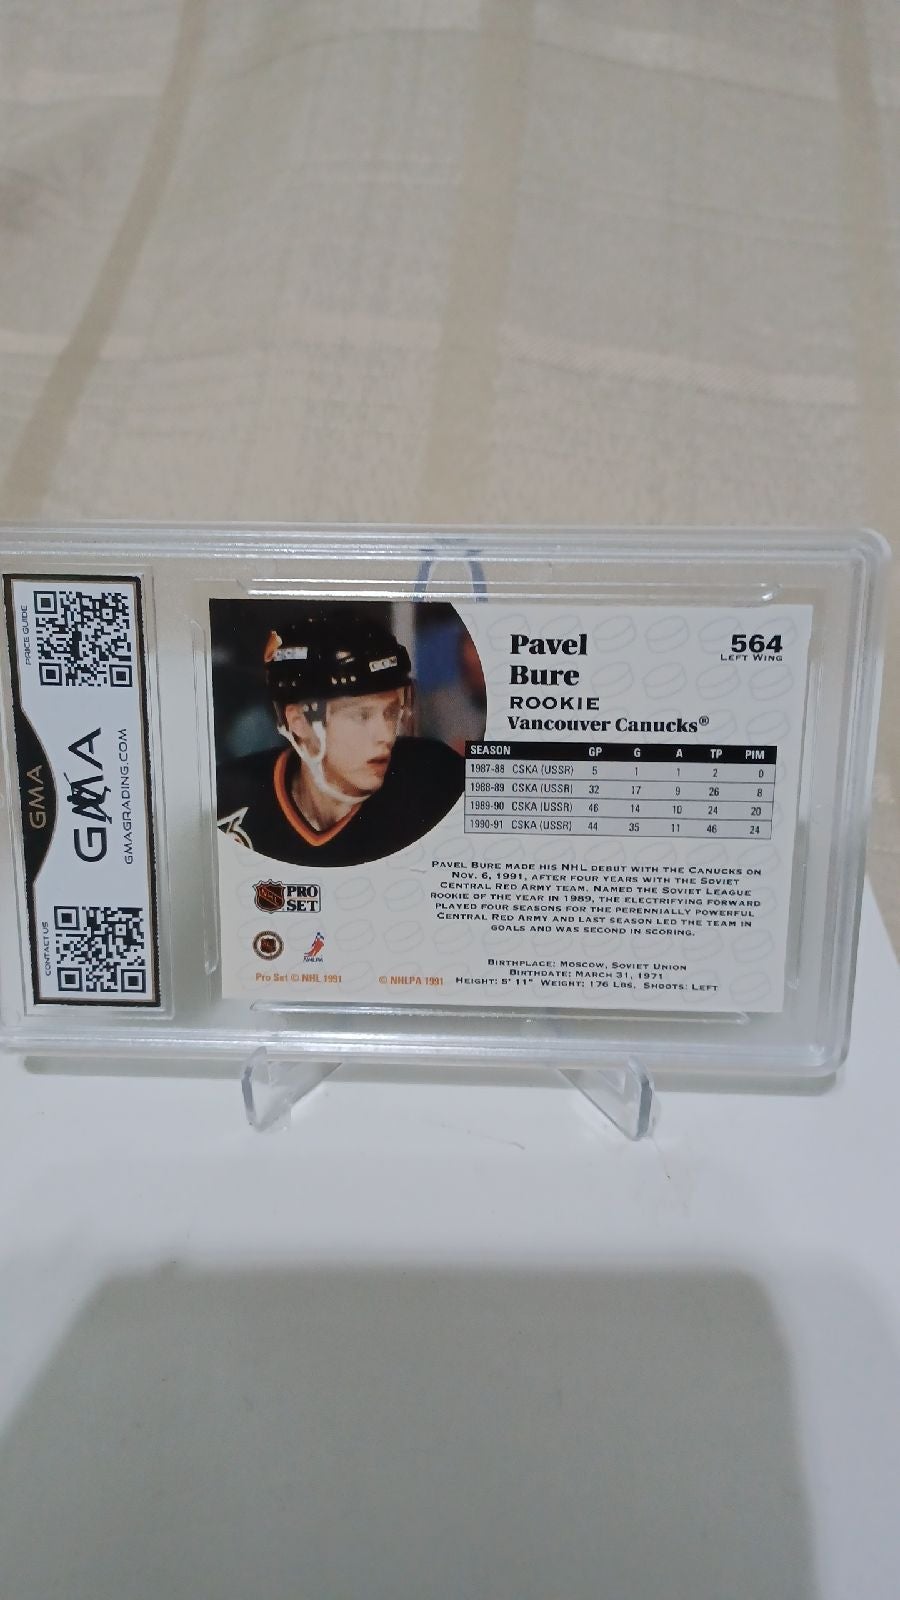 PRICE GUIDE
GMA
GMA
GMAGRADING.COM
CONTACT US
CCM
CCM
Pavel
Bure
ROOKIE
Vancouver Canucks®
564
LEFT WING
SEASON GP G A TP PIM
1987-88 CSKA (USSR) 5 1 1 2 0
1988-89 CSKA (USSR) 32 17 9 26 8
1989-90 CSKA (USSR) 46 14 10 24 20
1990-91 CSKA (USSR) 44 35 11 46 24
PAVEL BURE MADE HIS NHL DEBUT WITH THE CANUCKS ON
NOV. 6, 1991, AFTER FOUR YEARS WITH THE SOVIET
CENTRAL RED ARMY TEAM. NAMED THE SOVIET LEAGUE
ROOKIE OF THE YEAR IN 1989, THE ELECTRIFYING FORWARD
PLAYED FOUR SEASONS FOR THE PERENNIALLY POWERFUL
CENTRAL RED ARMY AND LAST SEASON LED THE TEAM IN
GOALS AND WAS SECOND IN SCORING.
NHL PRO
SET
NHLPA
BIRTHPLACE: MOSCOW, SOVIET UNION
BIRTHDATE: MARCH 31, 1971
HEIGHT: 5' 11" WEIGHT: 176 LBS. SHOOTS: LEFT
Pro Set © NHL 1991
© NHLPA 1991